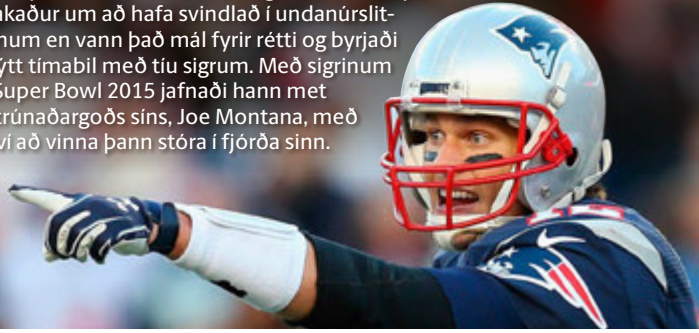 kaður um að hafa svindlað í undanúrslit-
num en vann það mál fyrir rétti og byrjaði
ýtt tímabil með tíu sigrum. Með sigrinum
Super Bowl 2015 jafnaði hann met
trúnaðargoðs síns, Joe Montana, með
ví að vinna þann stóra í fjórða sinn.